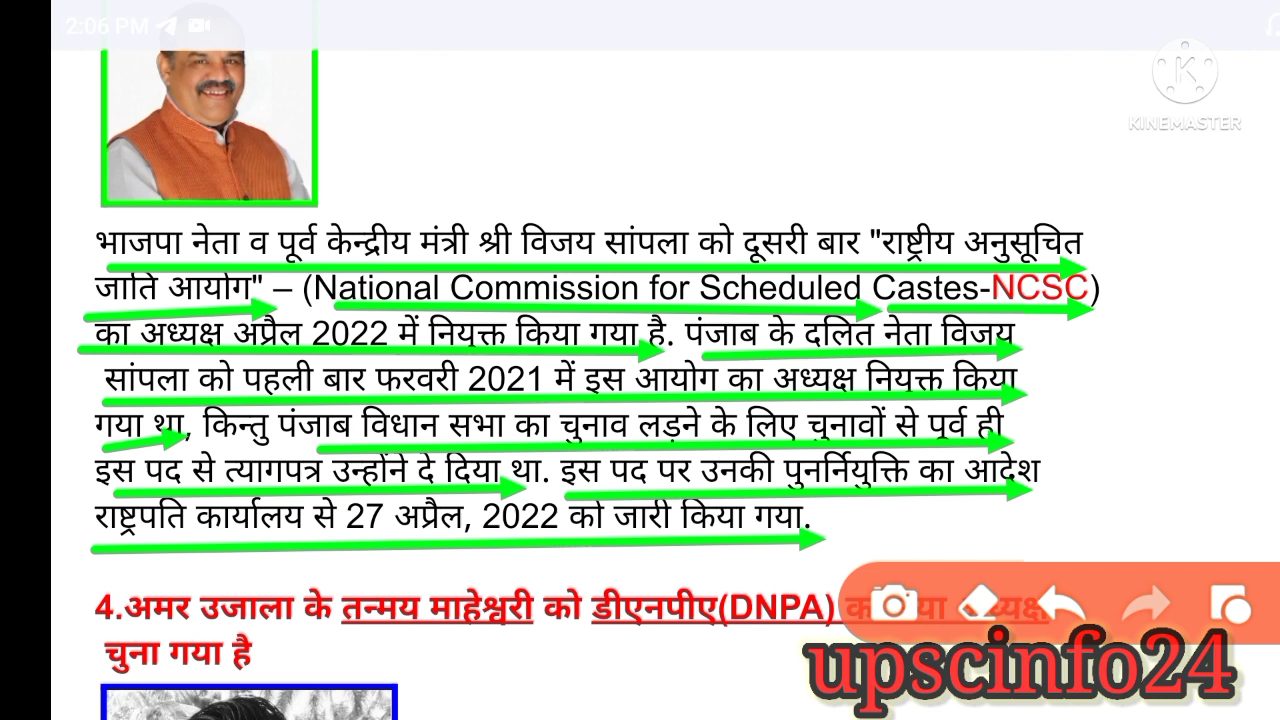 2:06 PM
KINEMASTER
भाजपा नेता व पूर्व केन्द्रीय मंत्री श्री विजय सांपला को दूसरी बार "राष्ट्रीय अनुसूचित
जाति आयोग" – (National Commission for Scheduled Castes-NCSC)
का अध्यक्ष अप्रैल 2022 में नियुक्त किया गया है. पंजाब के दलित नेता विजय
सांपला को पहली बार फरवरी 2021 में इस आयोग का अध्यक्ष नियुक्त किया
गया था, किन्तु पंजाब विधान सभा का चुनाव लड़ने के लिए चुनावों से पूर्व ही
इस पद से त्यागपत्र उन्होंने दे दिया था. इस पद पर उनकी पुनर्नियुक्ति का आदेश
राष्ट्रपति कार्यालय से 27 अप्रैल, 2022 को जारी किया गया.
4.अमर उजाला के तन्मय माहेश्वरी को डीएनपीए(DNPA)
चुना गया है
upscinfo24